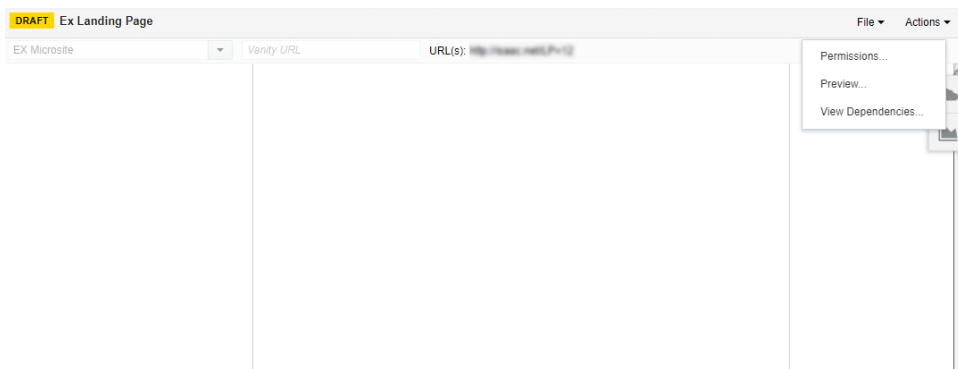 DRAFT Ex Landing Page File Actions
EX Microsite Vanity URL URL(s):
Permissions...
Preview...
View Dependencies...